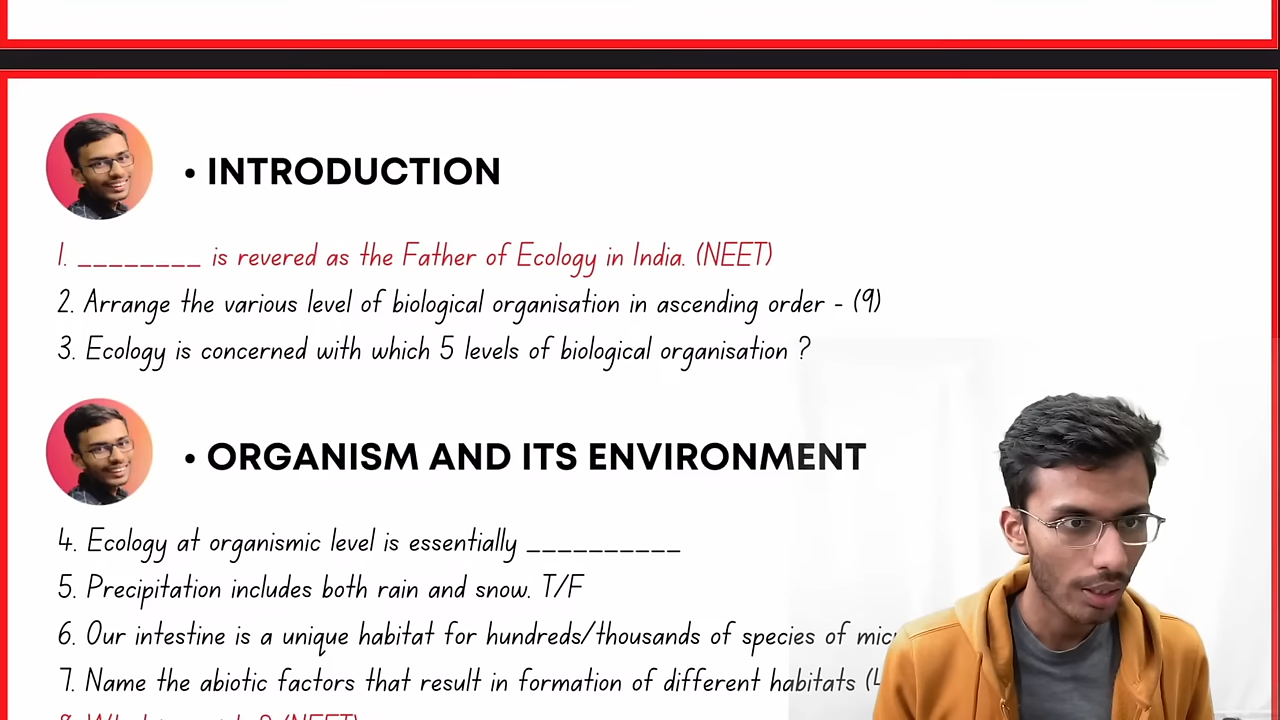 • INTRODUCTION
1. ________ is revered as the Father of Ecology in India. (NEET)
2. Arrange the various level of biological organisation in ascending order - (9)
3. Ecology is concerned with which 5 levels of biological organisation ?
• ORGANISM AND ITS ENVIRONMENT
4. Ecology at organismic level is essentially __________
5. Precipitation includes both rain and snow. T/F
6. Our intestine is a unique habitat for hundreds/thousands of species of
7. Name the abiotic factors that result in formation of different habitats